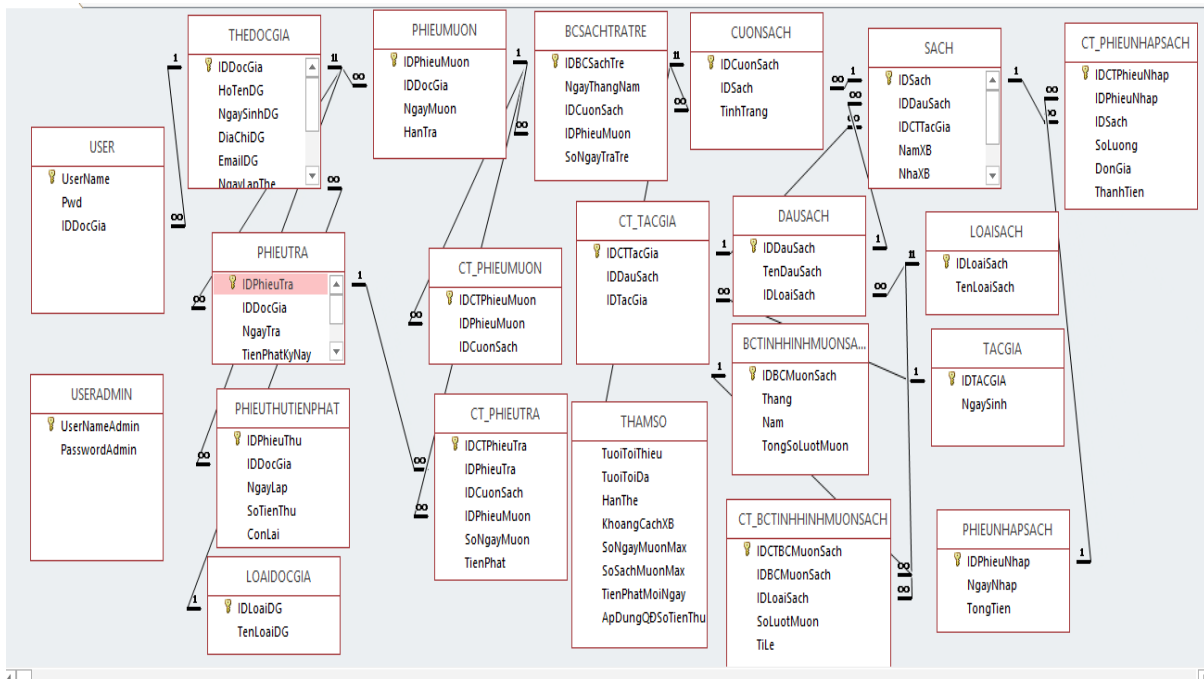 THEDOCGIA
IDDocGia
HoTenDG
NgaySinhDG
DiaChiDG
EmailDG
NgayLapThe
PHIEUMUON
IDPhieuMuon
IDDocGia
NgayMuon
HanTra
BCSACHTRATRE
IDBCSachTre
NgayThangNam
IDCuonSach
IDPhieuMuon
SoNgayTraTre
CUONSACH
IDCuonSach
IDSach
TinhTrang
SACH
IDSach
IDDauSach
IDCTTacGia
NamXB
NhaXB
CT_PHIEUNHAPSACH
IDCTPhieuNhap
IDPhieuNhap
IDSach
SoLuong
DonGia
ThanhTien
USER
UserName
Pwd
IDDocGia
PHIEUTRA
IDPhieuTra
IDDocGia
NgayTra
TienPhatKyNay
CT_PHIEUMUON
IDCTPhieuMuon
IDPhieuMuon
IDCuonSach
CT_TACGIA
IDCTTacGia
IDDauSach
IDTacGia
DAUSACH
IDDauSach
TenDauSach
IDLoaiSach
LOAISACH
IDLoaiSach
TenLoaiSach
BCTINHHINHMUONSA...
IDBCMuonSach
Thang
Nam
TongSoLuotMuon
TACGIA
IDTACGIA
NgaySinh
USERADMIN
UserNameAdmin
PasswordAdmin
PHIEUTHUTIENPHAT
IDPhieuThu
IDDocGia
NgayLap
SoTienThu
ConLai
CT_PHIEUTRA
IDCTPhieuTra
IDPhieuTra
IDCuonSach
IDPhieuMuon
SoNgayMuon
TienPhat
THAMSO
TuoiToiThieu
TuoiToiDa
HanThe
KhoangCachXB
SoNgayMuonMax
SoSachMuonMax
TienPhatMoiNgay
ApDungQĐSoTienThu
CT_BCTINHHINHMUONSACH
IDCTBCMuonSach
IDBCMuonSach
IDLoaiSach
SoLuotMuon
TiLe
PHIEUNHAPSACH
IDPhieuNhap
NgayNhap
TongTien
LOAIDOCGIA
IDLoaiDG
TenLoaiDG